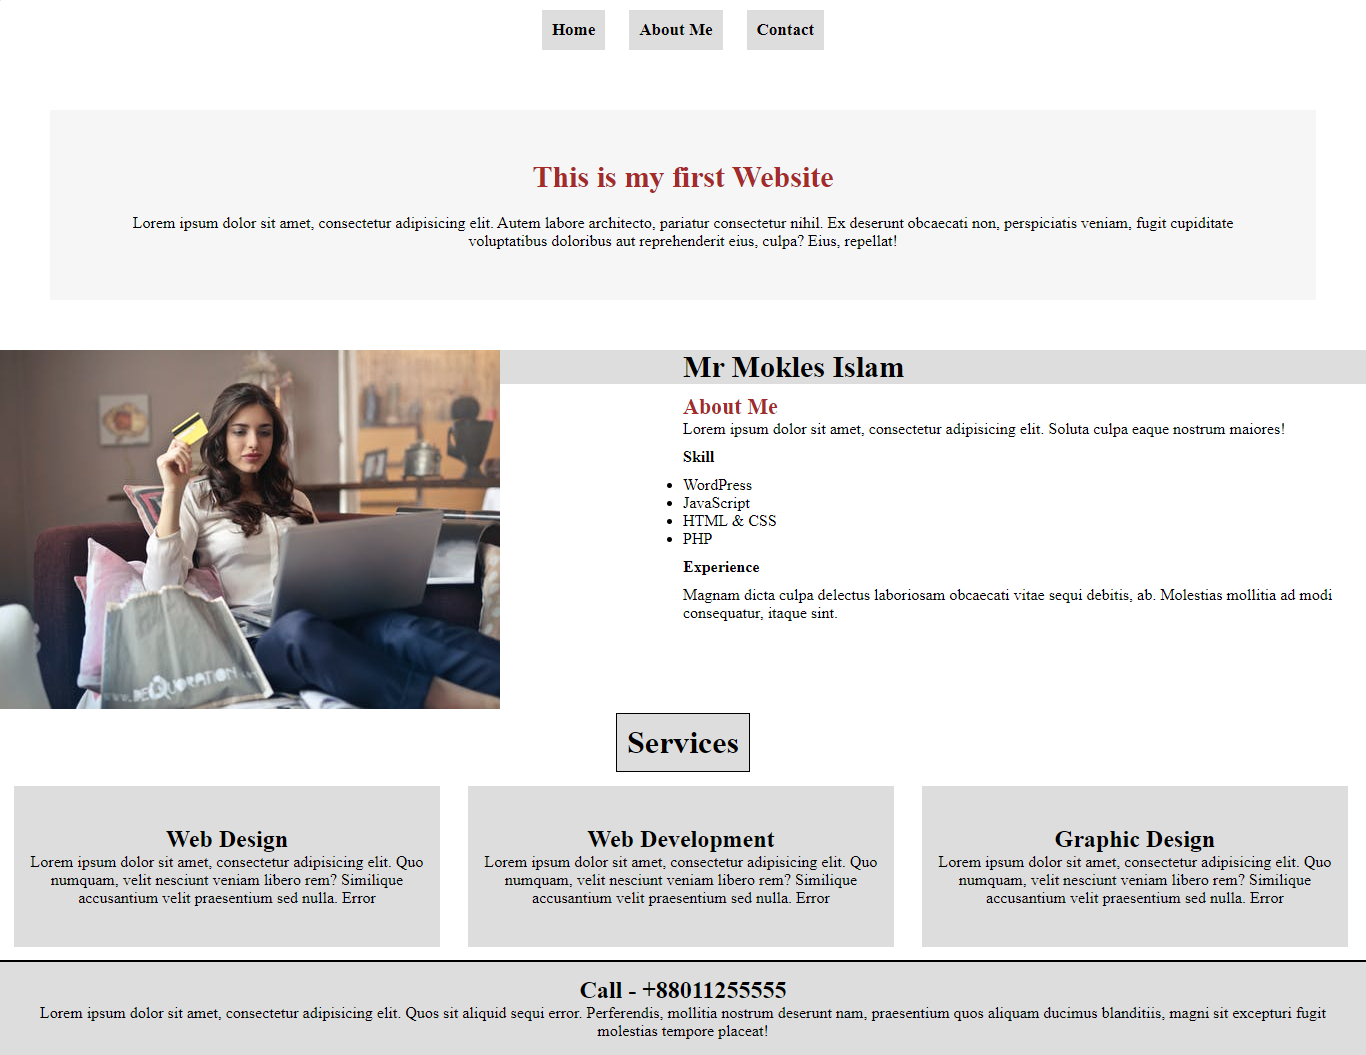 Home
About Me
Contact
This is my first Website
Lorem ipsum dolor sit amet, consectetur adipisicing elit. Autem labore architecto, pariatur consectetur nihil. Ex deserunt obcaecati non, perspiciatis veniam, fugit cupiditate
voluptatibus doloribus aut reprehenderit eius, culpa? Eius, repellat!
Mr Mokles Islam
About Me
Lorem ipsum dolor sit amet, consectetur adipisicing elit. Soluta culpa eaque nostrum maiores!
Skill
WordPress
JavaScript
HTML & CSS
PHP
Experience
Magnam dicta culpa delectus laboriosam obcaecati vitae sequi debitis, ab. Molestias mollitia ad modi
consequatur, itaque sint.
Services
Web Design
Lorem ipsum dolor sit amet, consectetur adipisicing elit. Quo
numquam, velit nesciunt veniam libero rem? Similique
accusantium velit praesentium sed nulla. Error
Web Development
Lorem ipsum dolor sit amet, consectetur adipisicing elit. Quo
numquam, velit nesciunt veniam libero rem? Similique
accusantium velit praesentium sed nulla. Error
Graphic Design
Lorem ipsum dolor sit amet, consectetur adipisicing elit. Quo
numquam, velit nesciunt veniam libero rem? Similique
accusantium velit praesentium sed nulla. Error
Call - +88011255555
Lorem ipsum dolor sit amet, consectetur adipisicing elit. Quos sit aliquid sequi error. Perferendis, mollitia nostrum deserunt nam, praesentium quos aliquam ducimus blanditiis, magni sit excepturi fugit
molestias tempore placeat!